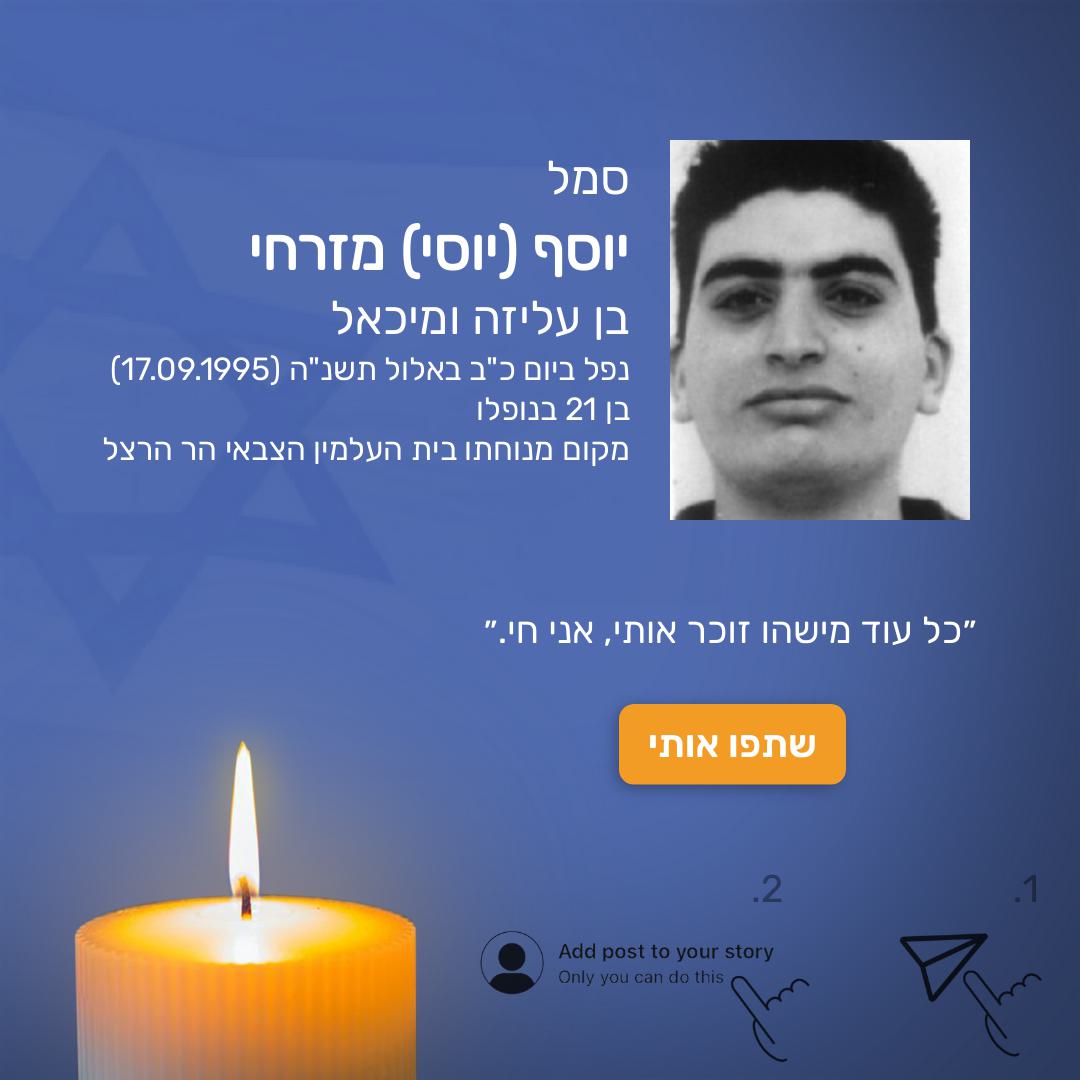 סמל
יוסף (יוסי) מזרחי
בן עליזה ומיכאל
נפל ביום כ"ב באלול תשנ"ה (17.09.1995)
בן 21 בנופלו
מקום מנוחתו בית העלמין הצבאי הר הרצל
״כל עוד מישהו זוכר אותי, אני חי.״
שתפו אותי
1.
2.
Add post to your story
Only you can do this